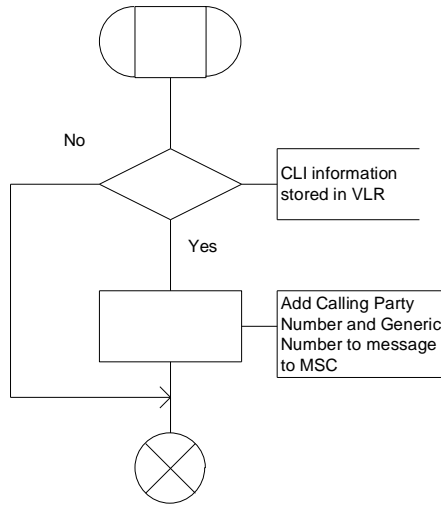 No
CLI information
stored in VLR
Yes
Add Calling Party
Number and Generic
Number to message
to MSC